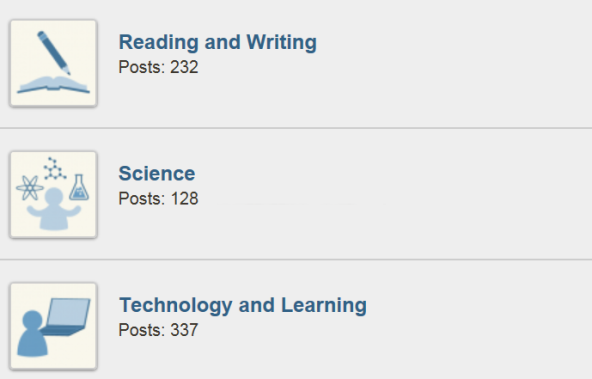 Reading and Writing
Posts: 232
Science
Posts: 128
Technology and Learning
Posts: 337